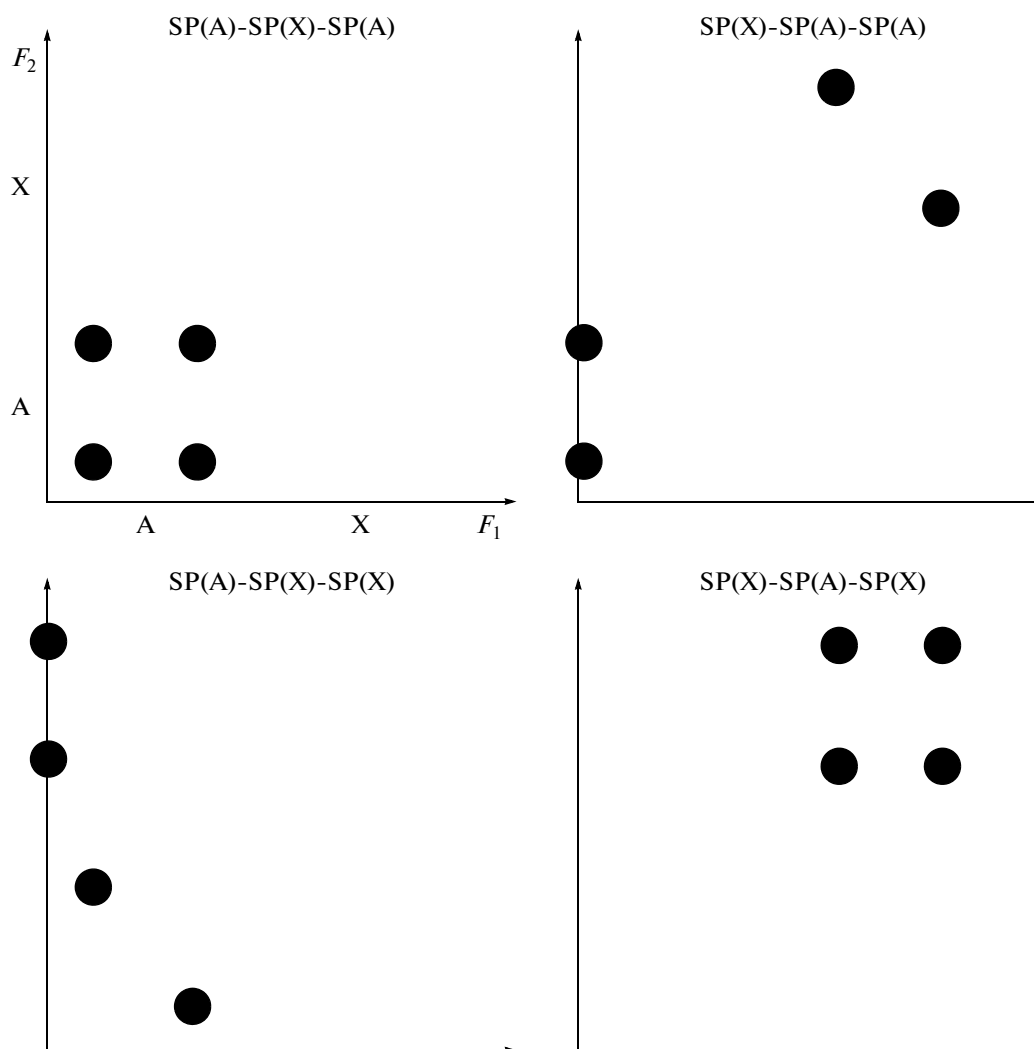 SP(A)-SP(X)-SP(A)
F2
X
A
A X F1
SP(X)-SP(A)-SP(A)
SP(A)-SP(X)-SP(X)
SP(X)-SP(A)-SP(X)